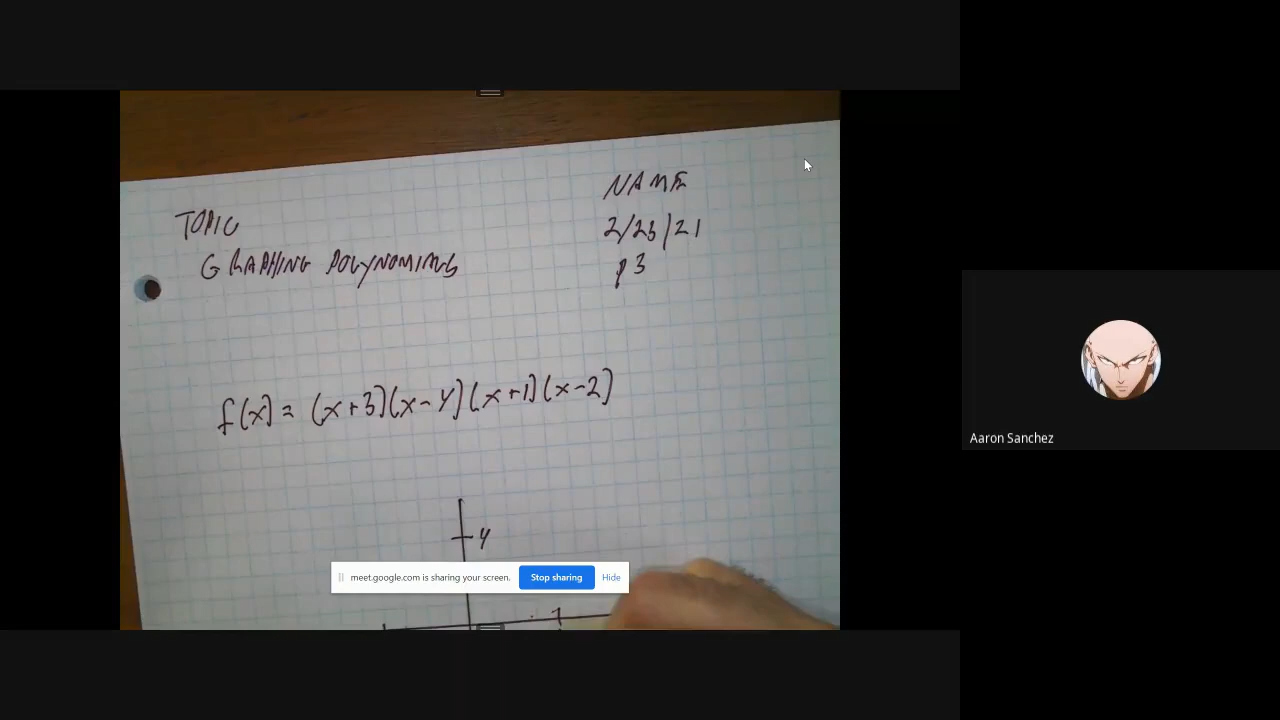 TOPIC
GRAPHING POLYNOMIALS
NAME
2/23/21
p3
f(x) = (x+3)(x-4)(x+1)(x-2)
4
meet.google.com is sharing your screen. Stop sharing Hide
Aaron Sanchez